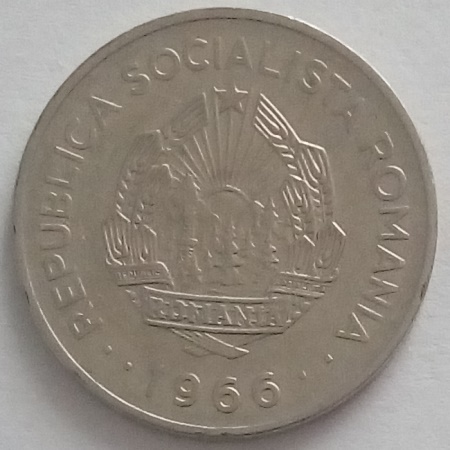 REPUBLICA SOCIALISTA ROMANIA
ROMANIA
1966